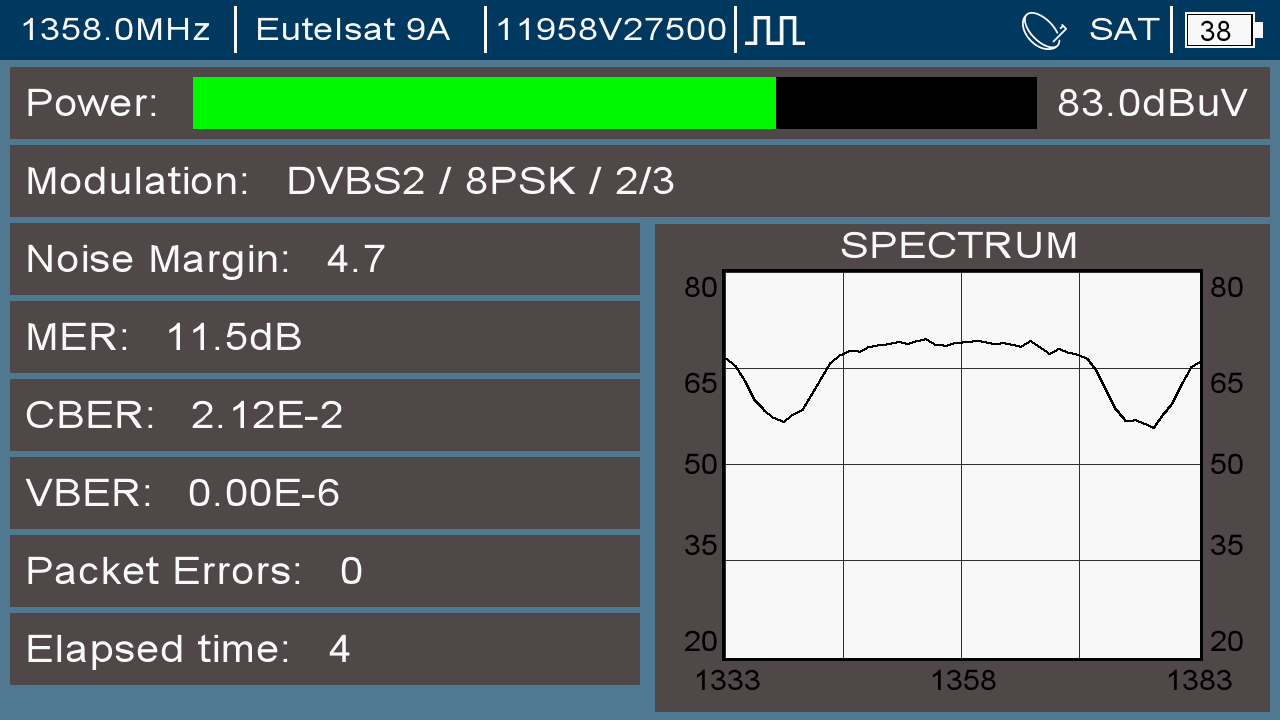 1358.0MHz Eutelsat 9A 11958V27500 SAT 38
Power: 83.0dBuV
Modulation: DVBS2 / 8PSK / 2/3
Noise Margin: 4.7
MER: 11.5dB
CBER: 2.12E-2
VBER: 0.00E-6
Packet Errors: 0
Elapsed time: 4
SPECTRUM
80 80
65 65
50 50
35 35
20 20
1333 1358 1383